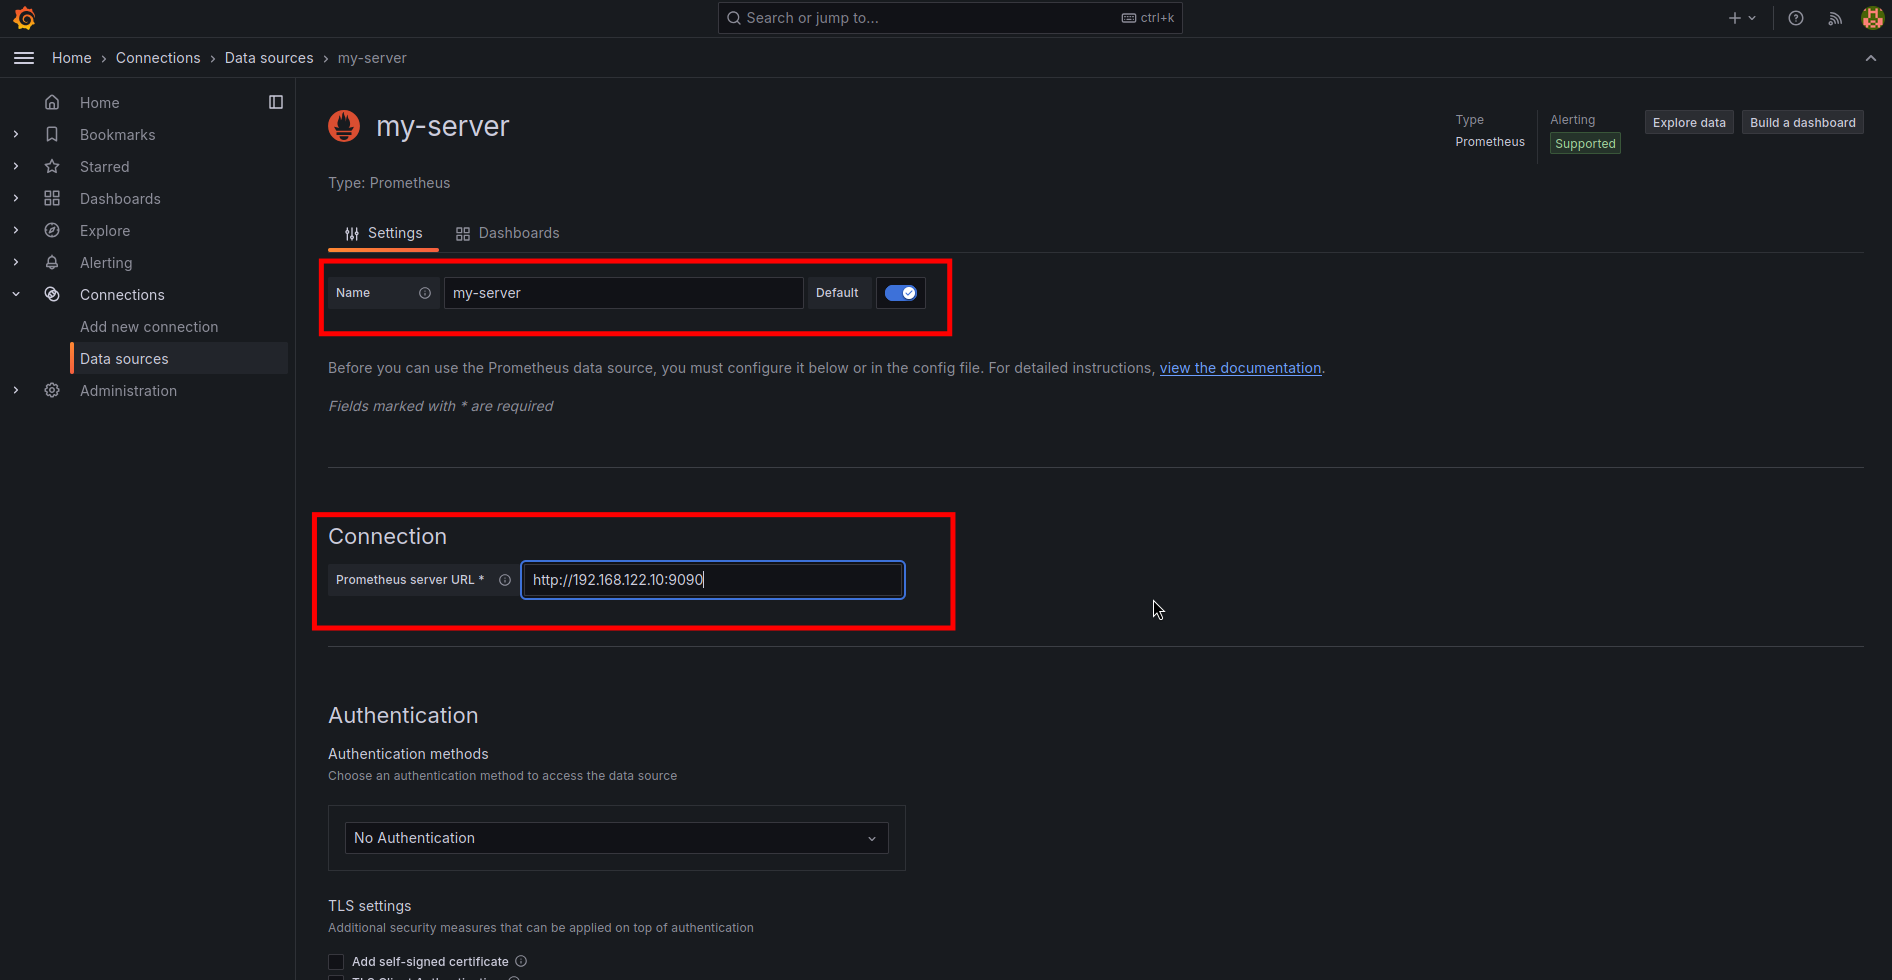 Search or jump to... ctrl+k
Home › Connections › Data sources › my-server
Home
Bookmarks
Starred
Dashboards
Explore
Alerting
Connections
Add new connection
Data sources
Administration
my-server
Type
Prometheus
Alerting
Supported
Explore data
Build a dashboard
Type: Prometheus
Settings Dashboards
Name my-server Default
Before you can use the Prometheus data source, you must configure it below or in the config file. For detailed instructions, view the documentation.
Fields marked with * are required
Connection
Prometheus server URL * http://192.168.122.10:9090
Authentication
Authentication methods
Choose an authentication method to access the data source
No Authentication
TLS settings
Additional security measures that can be applied on top of authentication
Add self-signed certificate